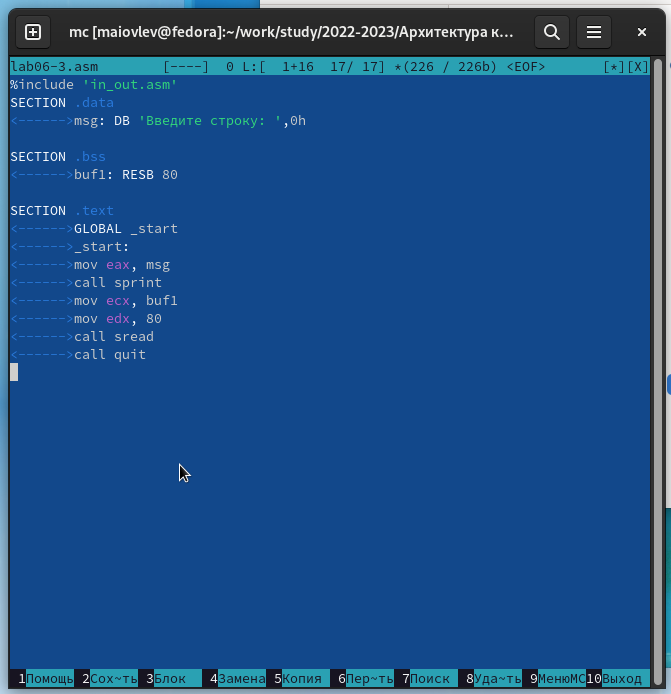 mc [maiovlev@fedora]:~/work/study/2022-2023/Архитектура к...
lab06-3.asm [----] 0 L:[ 1+16 17/ 17] *(226 / 226b) <EOF> [*][X]
%include 'in_out.asm'
SECTION .data
<------>msg: DB 'Введите строку: ',0h
SECTION .bss
<------>buf1: RESB 80
SECTION .text
<------>GLOBAL _start
<------>_start:
<------>mov eax, msg
<------>call sprint
<------>mov ecx, buf1
<------>mov edx, 80
<------>call sread
<------>call quit
1Помощь 2Сох~ть 3Блок 4Замена 5Копия 6Пер~ть 7Поиск 8Уда~ть 9МенюMC 10Выход